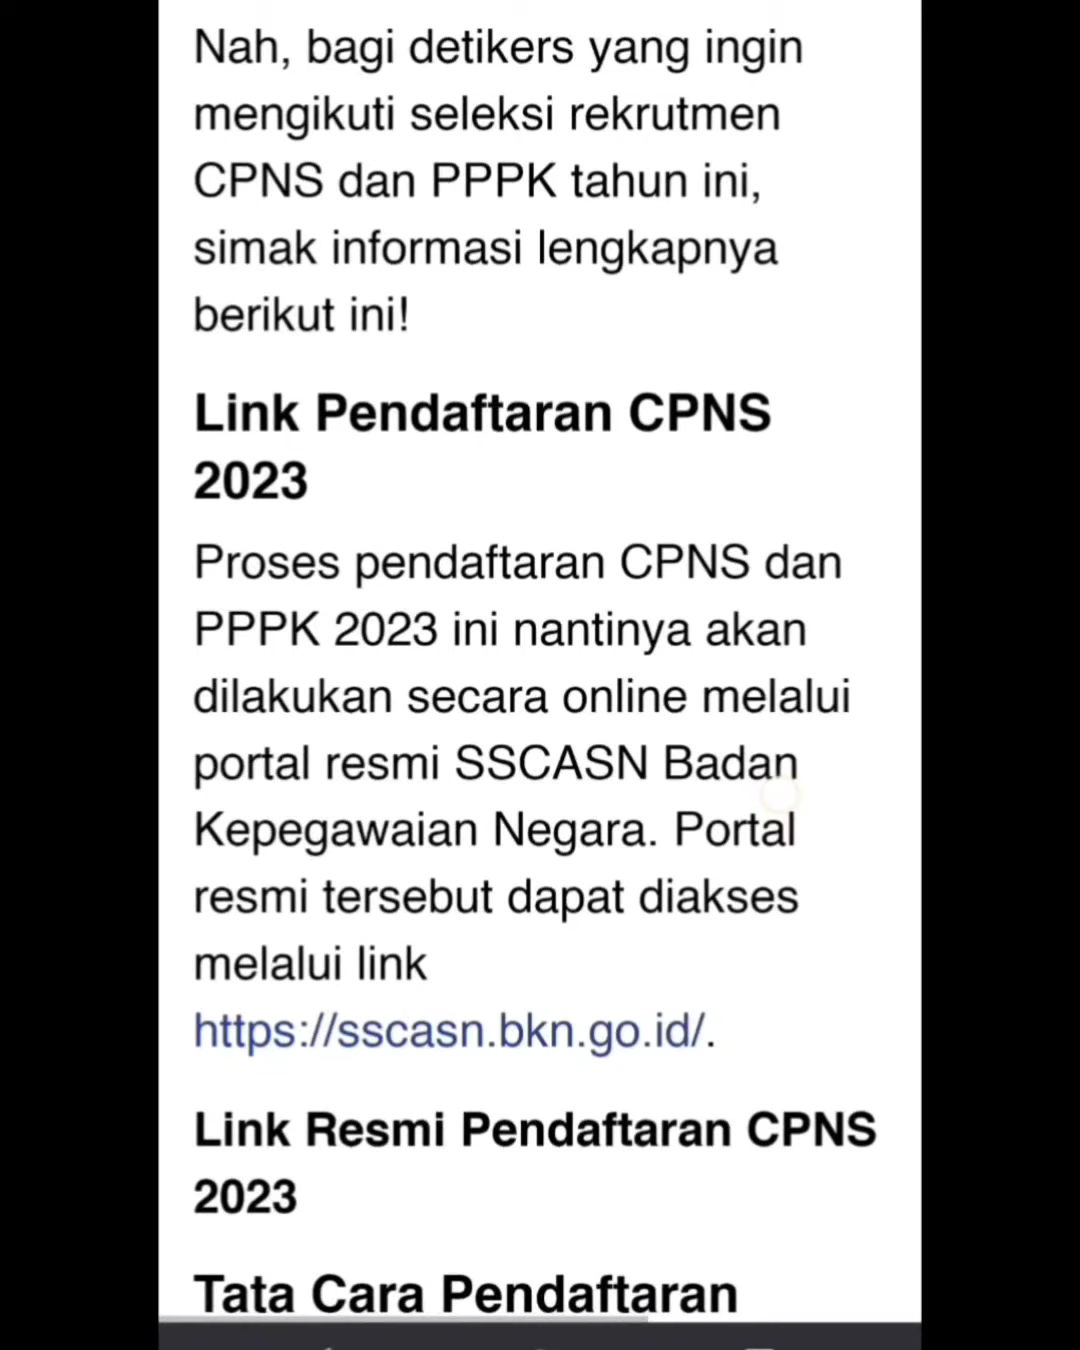 Nah, bagi detikers yang ingin
mengikuti seleksi rekrutmen
CPNS dan PPPK tahun ini,
simak informasi lengkapnya
berikut ini!
Link Pendaftaran CPNS
2023
Proses pendaftaran CPNS dan
PPPK 2023 ini nantinya akan
dilakukan secara online melalui
portal resmi SSCASN Badan
Kepegawaian Negara. Portal
resmi tersebut dapat diakses
melalui link
https://sscasn.bkn.go.id/.
Link Resmi Pendaftaran CPNS
2023
Tata Cara Pendaftaran